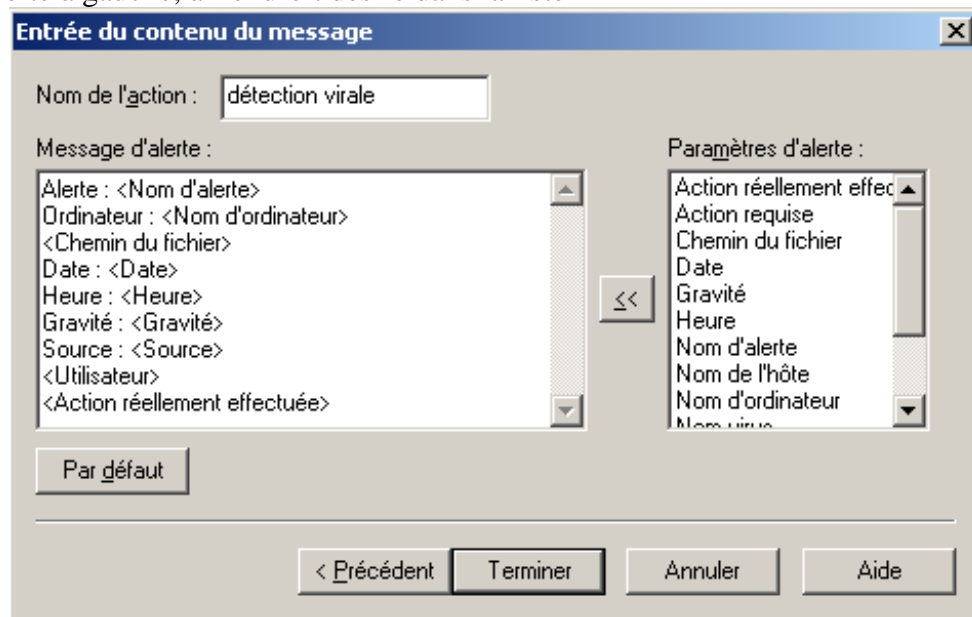 Entrée du contenu du message
Nom de l'action :
détection virale
Message d'alerte :
Paramètres d'alerte :
Alerte : <Nom d'alerte>
Ordinateur : <Nom d'ordinateur>
<Chemin du fichier>
Date : <Date>
Heure : <Heure>
Gravité : <Gravité>
Source : <Source>
<Utilisateur>
<Action réellement effectuée>
<<
Action réellement effec
Action requise
Chemin du fichier
Date
Gravité
Heure
Nom d'alerte
Nom de l'hôte
Nom d'ordinateur
Nom virus
Par défaut
< Précédent
Terminer
Annuler
Aide